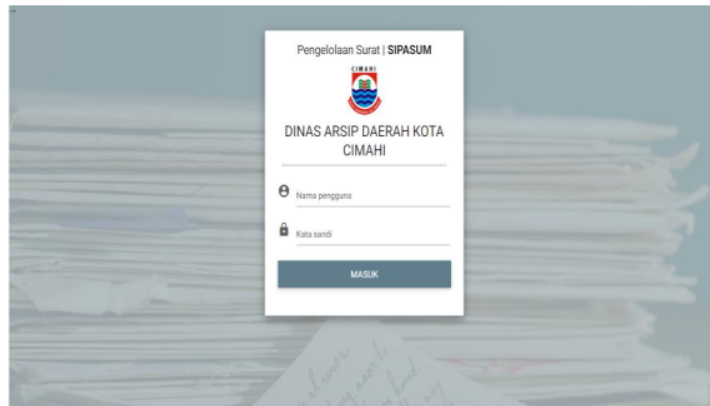 Pengelolaan Surat | SIPASUM
CIMAHI
DINAS ARSIP DAERAH KOTA
CIMAHI
Nama pengguna
Kata sandi
MASUK